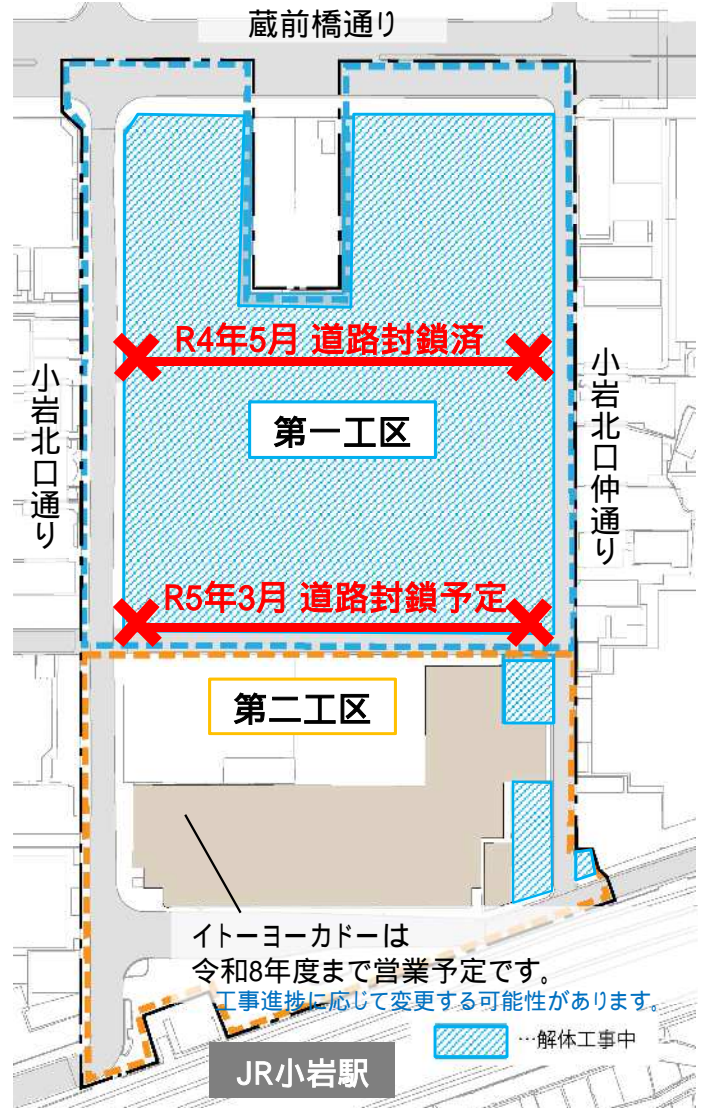 蔵前橋通り
R4年5月 道路封鎖済
小岩北口通り
第一工区
小岩北口仲通り
R5年3月 道路封鎖予定
第二工区
イトーヨーカドーは
令和8年度まで営業予定です。
工事進捗に応じて変更する可能性があります。
…解体工事中
JR小岩駅